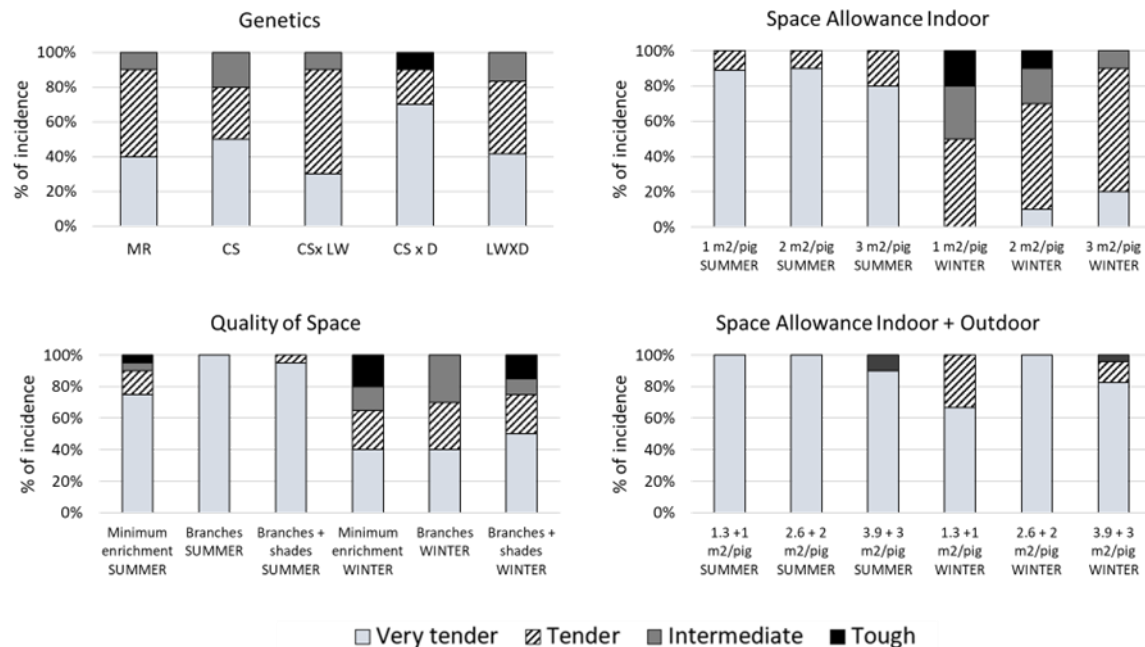 Genetics
% of incidence
100%
80%
60%
40%
20%
0%
MR CS CSx LW CS x D LWXD
Space Allowance Indoor
% of incidence
100%
80%
60%
40%
20%
0%
1 m2/pig 2 m2/pig 3 m2/pig 1 m2/pig 2 m2/pig 3 m2/pig
SUMMER SUMMER SUMMER WINTER WINTER WINTER
Quality of Space
% of incidence
100%
80%
60%
40%
20%
0%
Minimum Branches Branches + Minimum Branches Branches +
enrichment SUMMER shades enrichment WINTER shades
SUMMER SUMMER WINTER WINTER
Space Allowance Indoor + Outdoor
% of incidence
100%
80%
60%
40%
20%
0%
1.3 +1 2.6 + 2 3.9 + 3 1.3 +1 2.6 + 2 3.9 + 3
m2/pig m2/pig m2/pig m2/pig m2/pig m2/pig
SUMMER SUMMER SUMMER WINTER WINTER WINTER
Very tender Tender Intermediate Tough